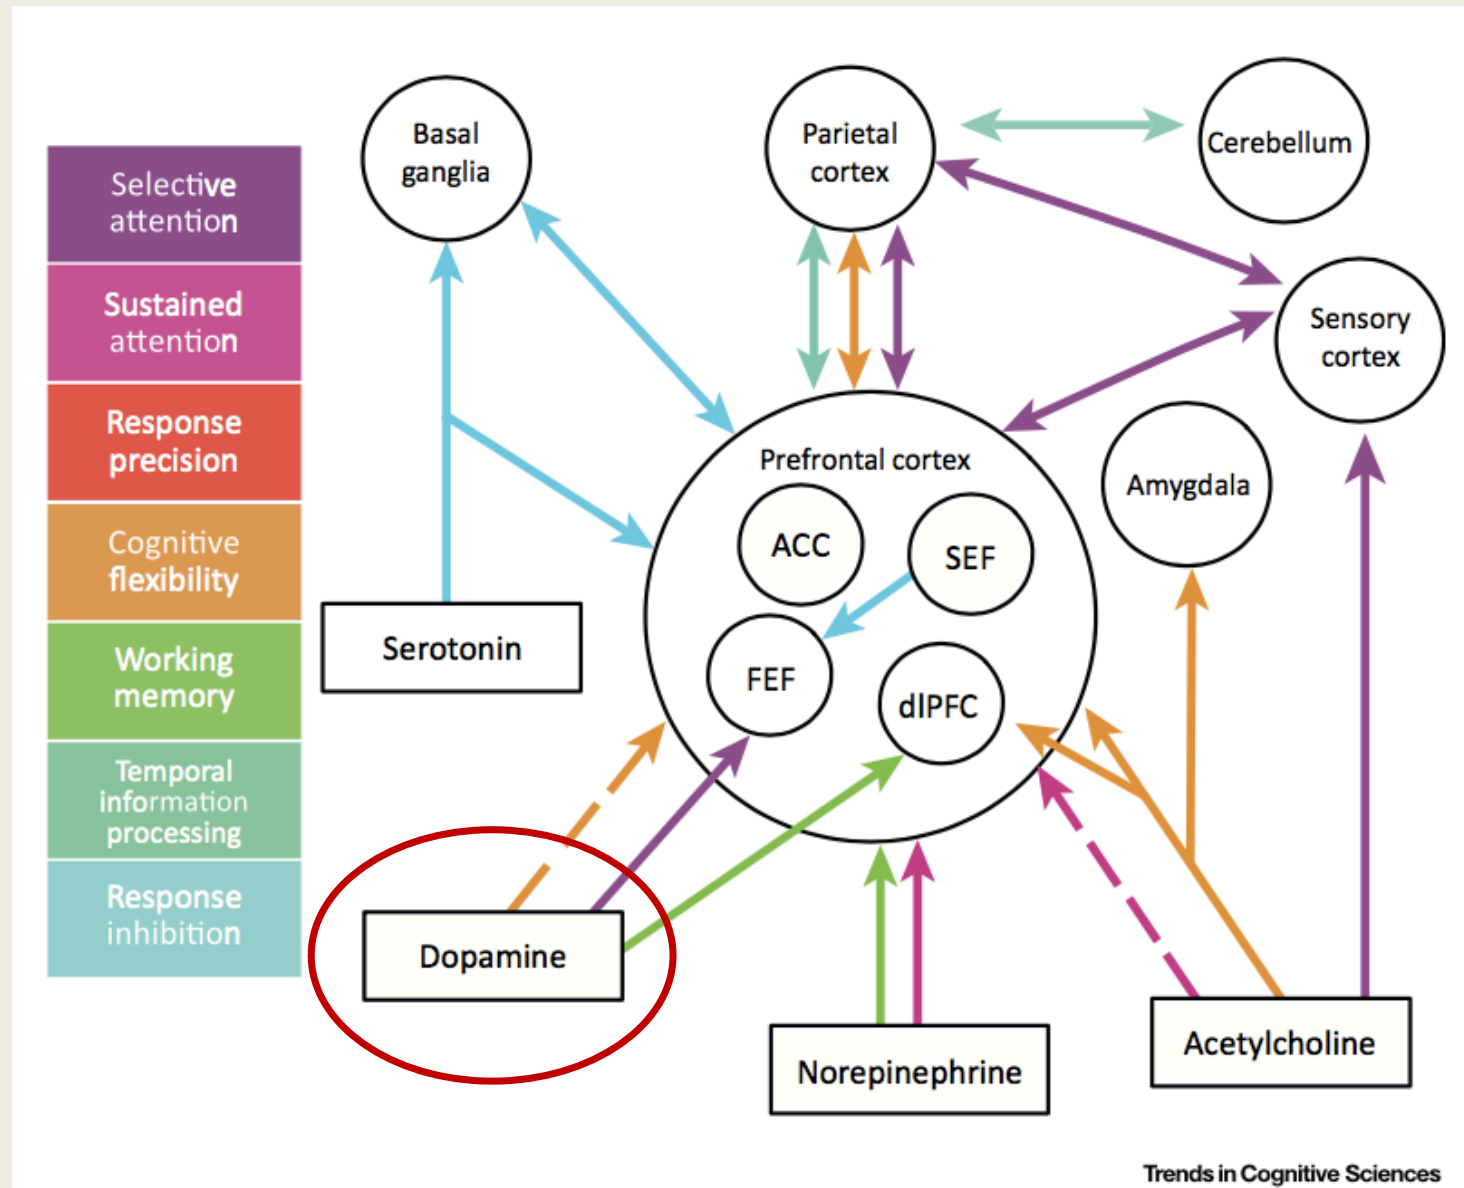 Selective
attention
Sustained
attention
Response
precision
Cognitive
flexibility
Working
memory
Temporal
information
processing
Response
inhibition
Basal
ganglia
Parietal
cortex
Cerebellum
Sensory
cortex
Amygdala
Prefrontal cortex
ACC
SEF
FEF
dlPFC
Serotonin
Dopamine
Norepinephrine
Acetylcholine
Trends in Cognitive Sciences